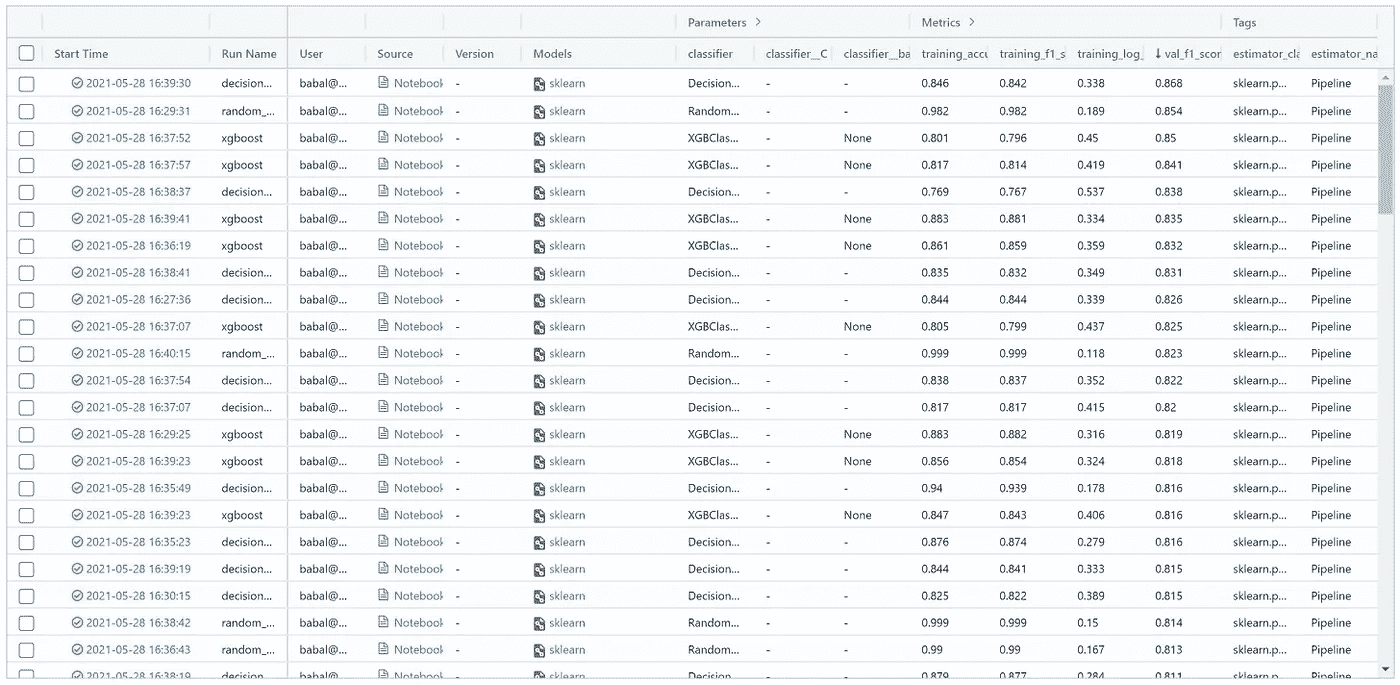 Parameters > Metrics > Tags
Start Time Run Name User Source Version Models classifier classifier__C classifier__ba training_accu training_f1_s training_log_ ↓ val_f1_scor estimator_cla estimator_na
2021-05-28 16:39:30 decision... babal@... Notebook - sklearn Decision... - - 0.846 0.842 0.338 0.868 sklearn.p... Pipeline
2021-05-28 16:29:31 random_... babal@... Notebook - sklearn Random... - - 0.982 0.982 0.189 0.854 sklearn.p... Pipeline
2021-05-28 16:37:52 xgboost babal@... Notebook - sklearn XGBClas... - None 0.801 0.796 0.45 0.85 sklearn.p... Pipeline
2021-05-28 16:37:57 xgboost babal@... Notebook - sklearn XGBClas... - None 0.817 0.814 0.419 0.841 sklearn.p... Pipeline
2021-05-28 16:38:37 decision... babal@... Notebook - sklearn Decision... - - 0.769 0.767 0.537 0.838 sklearn.p... Pipeline
2021-05-28 16:39:41 xgboost babal@... Notebook - sklearn XGBClas... - None 0.883 0.881 0.334 0.835 sklearn.p... Pipeline
2021-05-28 16:36:19 xgboost babal@... Notebook - sklearn XGBClas... - None 0.861 0.859 0.359 0.832 sklearn.p... Pipeline
2021-05-28 16:38:41 decision... babal@... Notebook - sklearn Decision... - - 0.835 0.832 0.349 0.831 sklearn.p... Pipeline
2021-05-28 16:27:36 decision... babal@... Notebook - sklearn Decision... - - 0.844 0.844 0.339 0.826 sklearn.p... Pipeline
2021-05-28 16:37:07 xgboost babal@... Notebook - sklearn XGBClas... - None 0.805 0.799 0.437 0.825 sklearn.p... Pipeline
2021-05-28 16:40:15 random_... babal@... Notebook - sklearn Random... - - 0.999 0.999 0.118 0.823 sklearn.p... Pipeline
2021-05-28 16:37:54 decision... babal@... Notebook - sklearn Decision... - - 0.838 0.837 0.352 0.822 sklearn.p... Pipeline
2021-05-28 16:37:07 decision... babal@... Notebook - sklearn Decision... - - 0.817 0.817 0.415 0.82 sklearn.p... Pipeline
2021-05-28 16:29:25 xgboost babal@... Notebook - sklearn XGBClas... - None 0.883 0.882 0.316 0.819 sklearn.p... Pipeline
2021-05-28 16:39:23 xgboost babal@... Notebook - sklearn XGBClas... - None 0.856 0.854 0.324 0.818 sklearn.p... Pipeline
2021-05-28 16:35:49 decision... babal@... Notebook - sklearn Decision... - - 0.94 0.939 0.178 0.816 sklearn.p... Pipeline
2021-05-28 16:39:23 xgboost babal@... Notebook - sklearn XGBClas... - None 0.847 0.843 0.406 0.816 sklearn.p... Pipeline
2021-05-28 16:35:23 decision... babal@... Notebook - sklearn Decision... - - 0.876 0.874 0.279 0.816 sklearn.p... Pipeline
2021-05-28 16:39:19 decision... babal@... Notebook - sklearn Decision... - - 0.844 0.841 0.333 0.815 sklearn.p... Pipeline
2021-05-28 16:30:15 decision... babal@... Notebook - sklearn Decision... - - 0.825 0.822 0.389 0.815 sklearn.p... Pipeline
2021-05-28 16:38:42 random_... babal@... Notebook - sklearn Random... - - 0.999 0.999 0.15 0.814 sklearn.p... Pipeline
2021-05-28 16:36:43 random_... babal@... Notebook - sklearn Random... - - 0.99 0.99 0.167 0.813 sklearn.p... Pipeline
2021-05-28 16:38:19 decision... babal@... Notebook - sklearn Decision... - - 0.879 0.877 0.284 0.811 sklearn.p... Pipeline